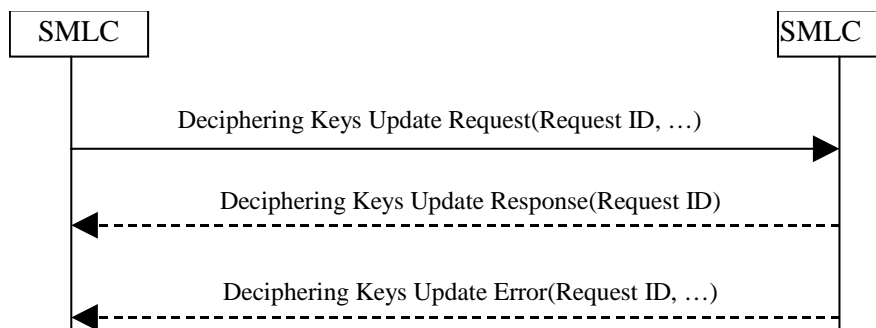 SMLC
SMLC
Deciphering Keys Update Request(Request ID, …)
Deciphering Keys Update Response(Request ID)
Deciphering Keys Update Error(Request ID, …)